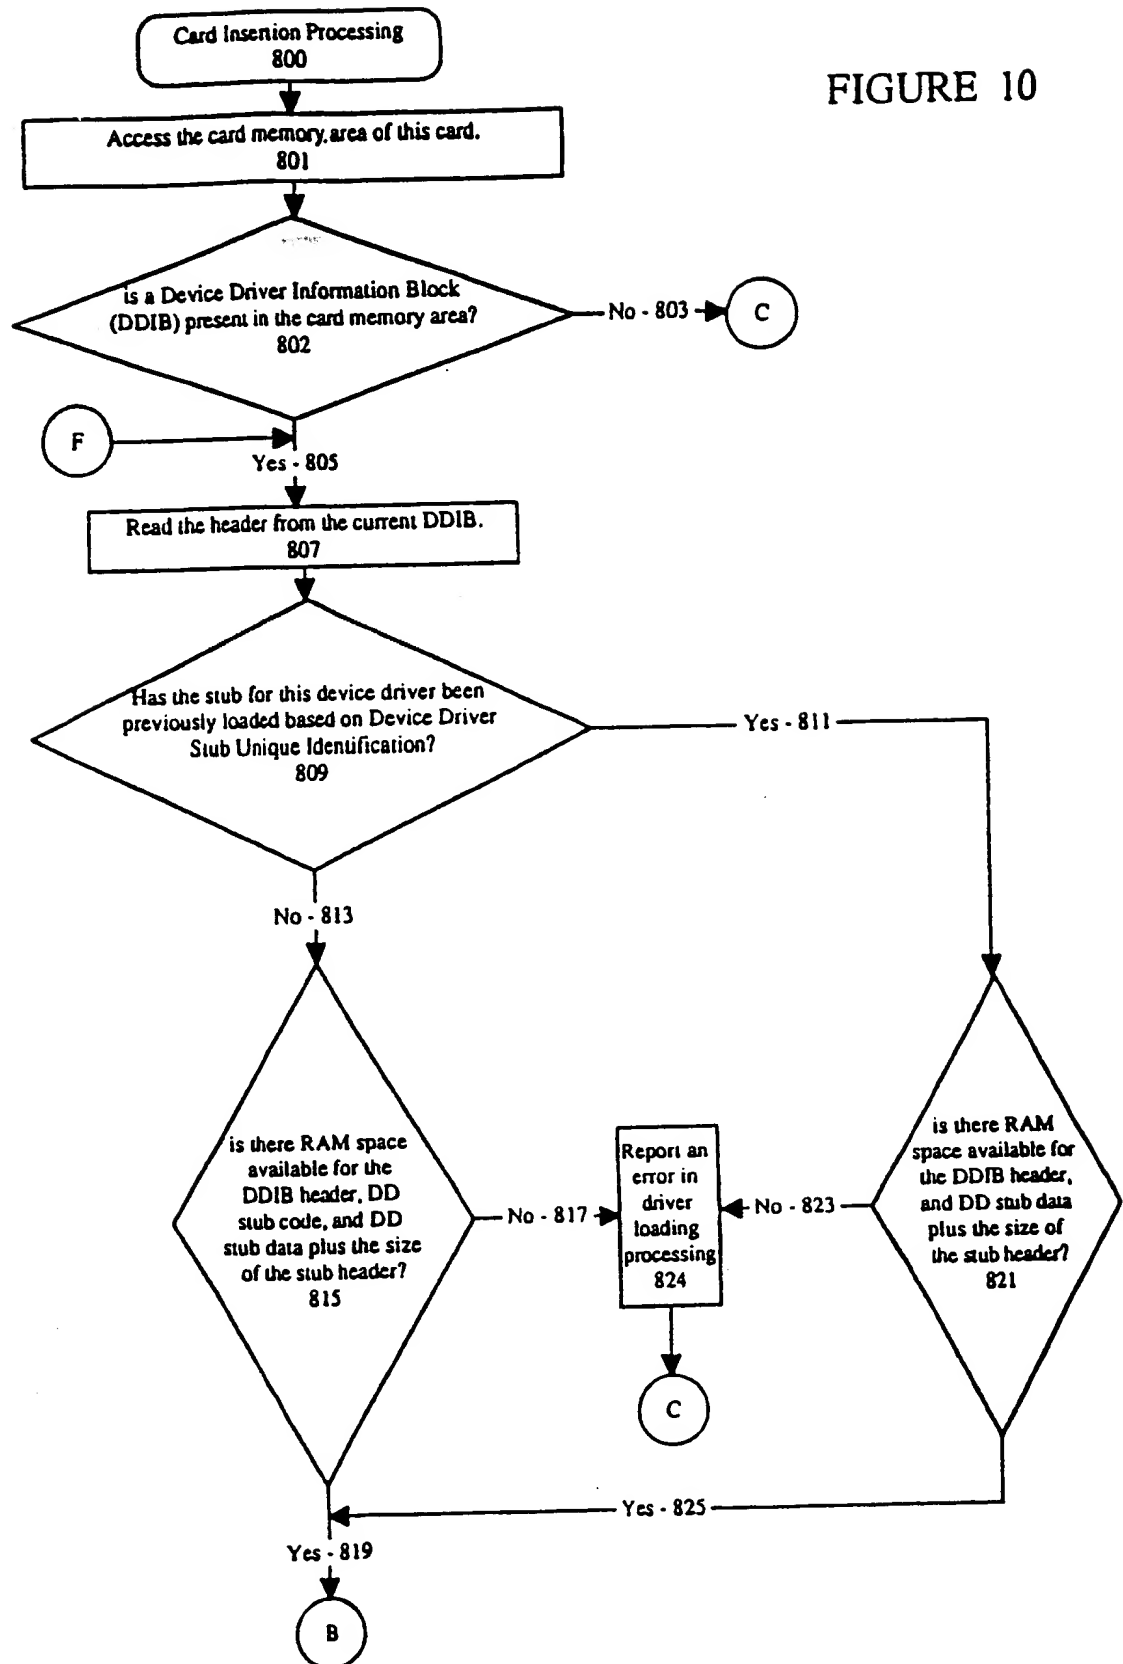 Card Insenion Processing
800
FIGURE 10
Access the card memory area of this card.
801
is a Device Driver Information Block
(DDIB) present in the card memory area?
802
No - 803
C
F
Yes - 805
Read the header from the current DDIB.
807
Has the stub for this device driver been
previously loaded based on Device Driver
Stub Unique Identification?
809
Yes - 811
No - 813
is there RAM space
available for the
DDIB header, DD
stub code, and DD
stub data plus the size
of the stub header?
815
No - 817
Report an
error in
driver
loading
processing
824
No - 823
is there RAM
space available for
the DDIB header,
and DD stub data
plus the size of
the stub header?
821
C
Yes - 825
Yes - 819
B